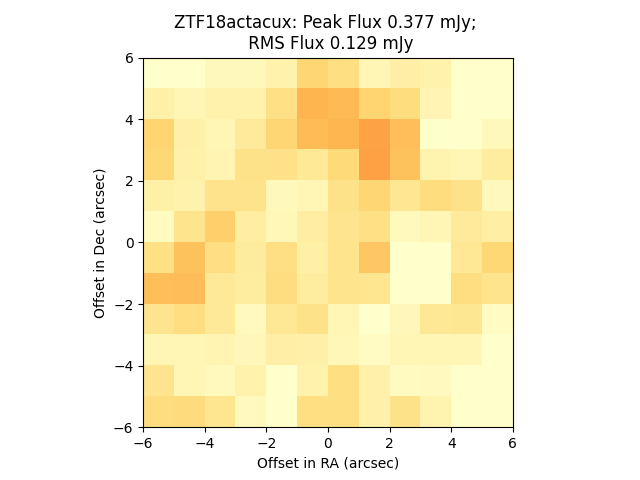 ZTF18actacux: Peak Flux 0.377 mJy;
RMS Flux 0.129 mJy
6
4
2
0
−2
−4
−6
Offset in Dec (arcsec)
−6 −4 −2 0 2 4 6
Offset in RA (arcsec)